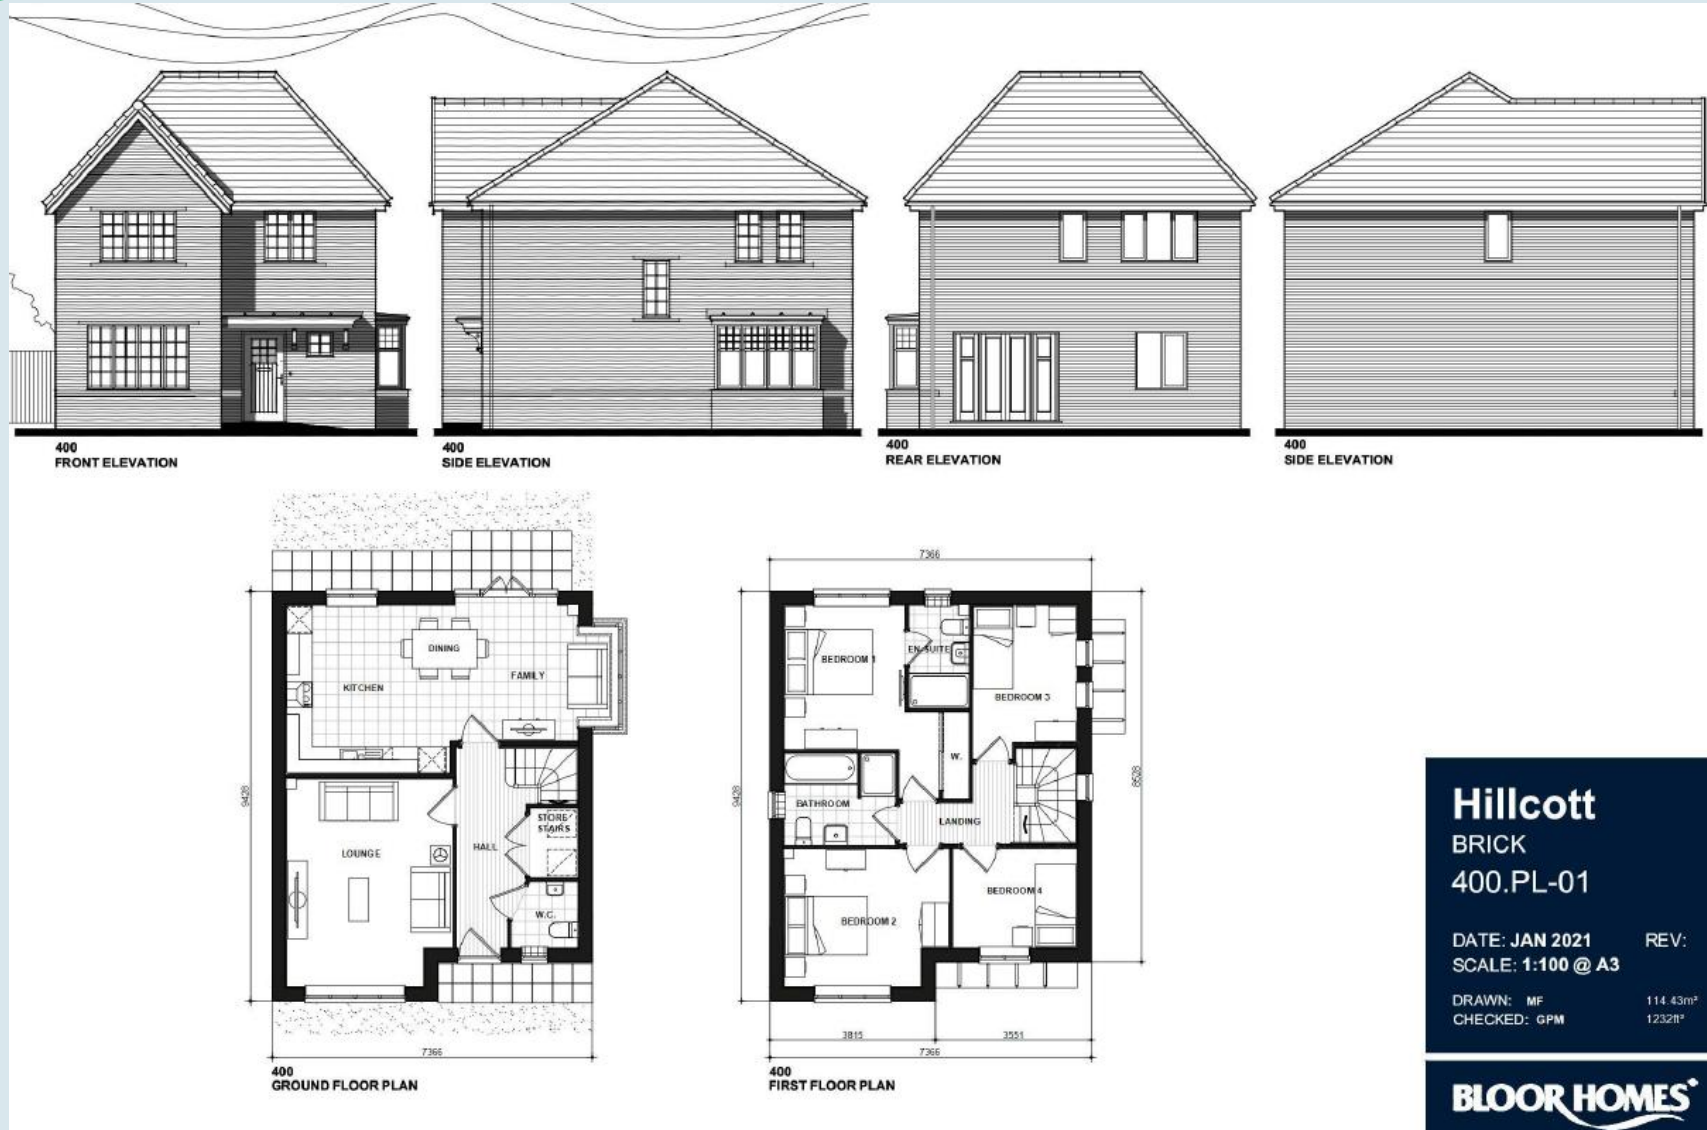 400
FRONT ELEVATION
400
SIDE ELEVATION
400
REAR ELEVATION
400
SIDE ELEVATION
DINING
KITCHEN
FAMILY
STORE/
STAIRS
LOUNGE
HALL
W.C.
9428
7366
400
GROUND FLOOR PLAN
7366
BEDROOM 1
EN-SUITE
BEDROOM 3
W.
BATHROOM
LANDING
BEDROOM 4
BEDROOM 2
9428
8528
3815
3551
7366
400
FIRST FLOOR PLAN
Hillcott
BRICK
400.PL-01
DATE: JAN 2021 REV:
SCALE: 1:100 @ A3
DRAWN: MF 114.43m²
CHECKED: GPM 1232ft²
BLOOR HOMES